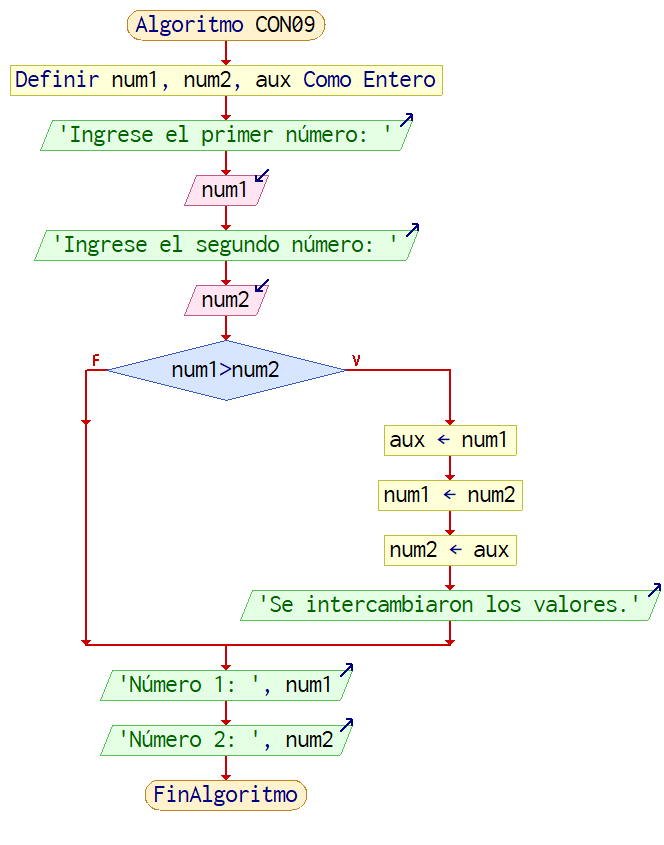 Algoritmo CON09
Definir num1, num2, aux Como Entero
'Ingrese el primer número: '
num1
'Ingrese el segundo número: '
num2
num1>num2
F
V
aux ← num1
num1 ← num2
num2 ← aux
'Se intercambiaron los valores.'
'Número 1: ', num1
'Número 2: ', num2
FinAlgoritmo